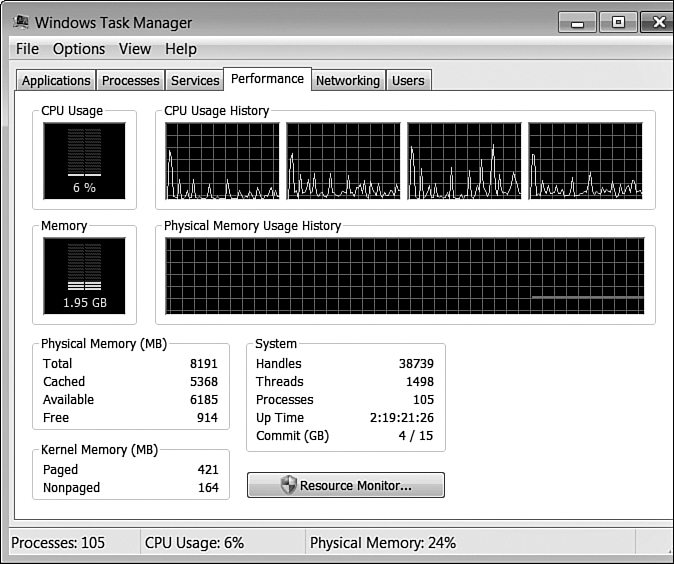 Windows Task Manager
File Options View Help
Applications Processes Services Performance Networking Users
CPU Usage
6 %
CPU Usage History
Memory
1.95 GB
Physical Memory Usage History
Physical Memory (MB)
Total 8191
Cached 5368
Available 6185
Free 914
System
Handles 38739
Threads 1498
Processes 105
Up Time 2:19:21:26
Commit (GB) 4 / 15
Kernel Memory (MB)
Paged 421
Nonpaged 164
Resource Monitor...
Processes: 105 CPU Usage: 6% Physical Memory: 24%